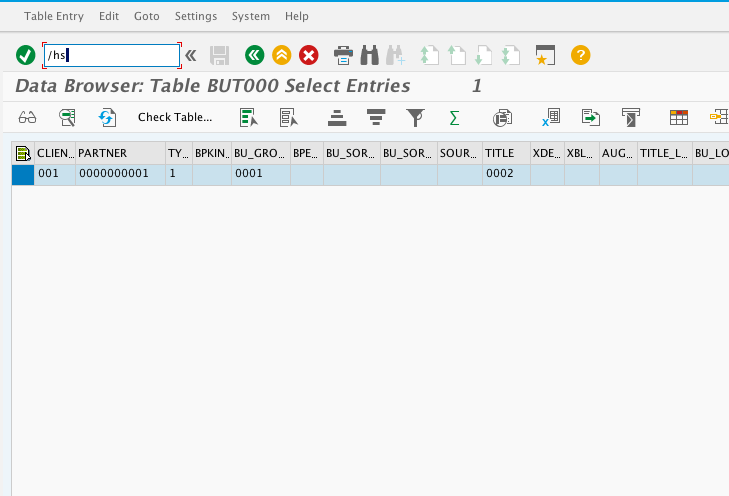 Table Entry Edit Goto Settings System Help
/hs
Data Browser: Table BUT000 Select Entries 1
Check Table...
CLIEN... PARTNER TY... BPKIN... BU_GRO... BPE... BU_SOR... BU_SOR... SOUR... TITLE XDE... XBL... AUG... TITLE_L... BU_LO
001 0000000001 1 0001 0002